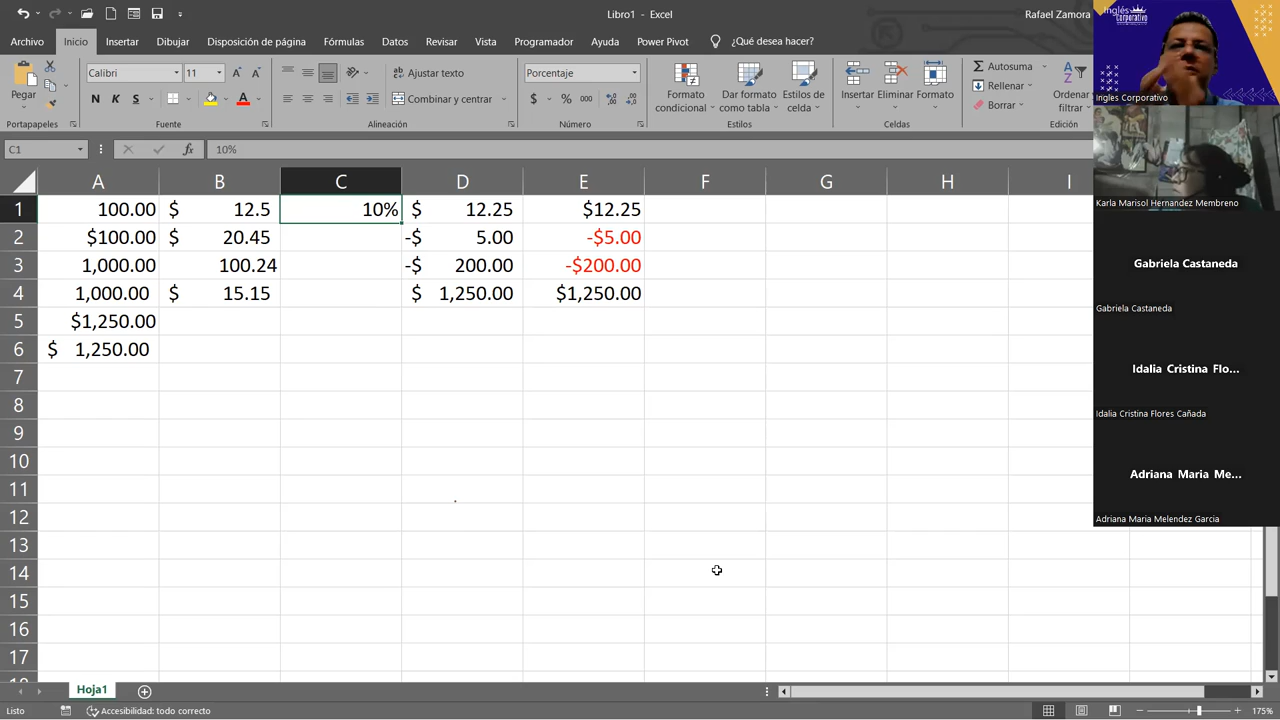 Libro1 - Excel
Rafael Zamora
Archivo Inicio Insertar Dibujar Disposición de página Fórmulas Datos Revisar Vista Programador Ayuda Power Pivot ¿Qué desea hacer?
Pegar
Calibri 11
N K S
Ajustar texto
Combinar y centrar
Porcentaje
$ % 000
Formato condicional
Dar formato como tabla
Estilos de celda
Insertar Eliminar Formato
Autosuma
Rellenar
Borrar
Ordenar filtrar
Portapapeles Fuente Alineación Número Estilos Celdas Edición
C1 fx 10%
A B C D E F G H I
1 100.00 $ 12.5 10% $ 12.25 $12.25
2 $100.00 $ 20.45 -$ 5.00 -$5.00
3 1,000.00 100.24 -$ 200.00 -$200.00
4 1,000.00 $ 15.15 $ 1,250.00 $1,250.00
5 $1,250.00
6 $ 1,250.00
7
8
9
10
11
12
13
14
15
16
17
Hoja1
Listo Accesibilidad: todo correcto 175%
Inglés Corporativo
Ingles Corporativo
Karla Marisol Hernandez Membreno
Gabriela Castaneda
Gabriela Castaneda
Idalia Cristina Flo...
Idalia Cristina Flores Cañada
Adriana Maria Me...
Adriana Maria Melendez Garcia